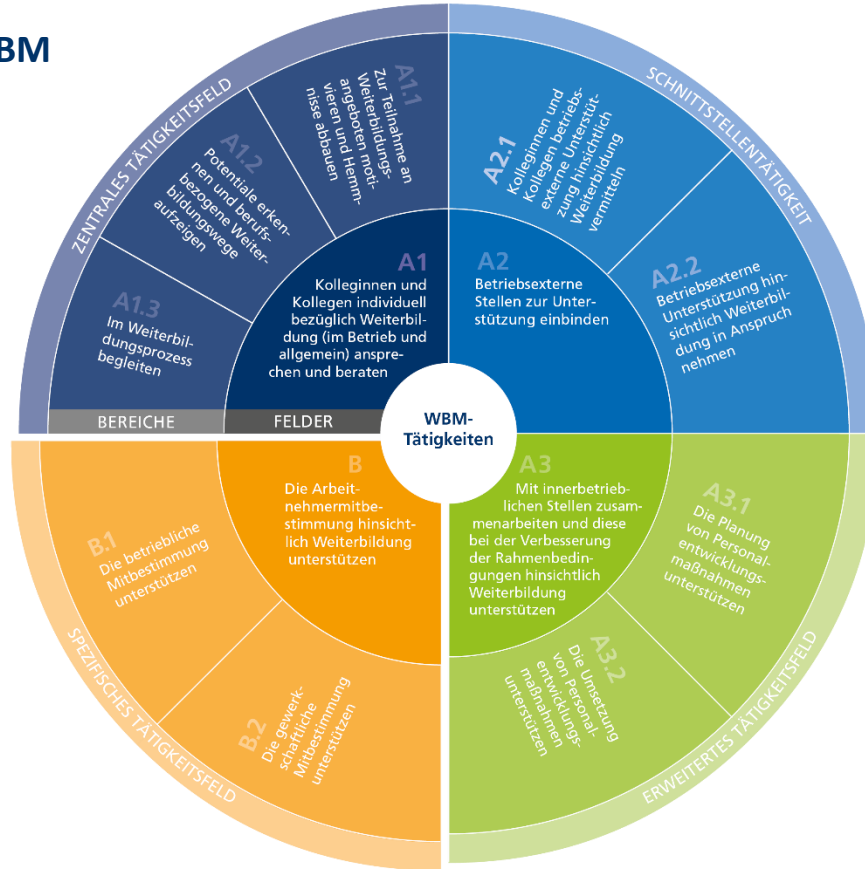 BM
ZENTRALES TÄTIGKEITSFELD
A1.1
Zur Teilnahme an
Weiterbildungs-
angeboten moti-
vieren und Hemm-
nisse abbauen
A1.2
Potentiale erken-
nen und berufs-
bezogene Weiter-
bildungswege
aufzeigen
A1.3
Im Weiterbil-
dungsprozess
begleiten
A1
Kolleginnen und
Kollegen individuell
bezüglich Weiterbil-
dung (im Betrieb und
allgemein) anspre-
chen und beraten
BEREICHE
FELDER
SCHNITTSTELLENTÄTIGKEIT
A2.1
Kolleginnen und
Kollegen betriebs-
externe Unterstüt-
zung hinsichtlich
Weiterbildung
vermitteln
A2.2
Betriebsexterne
Unterstützung hin-
sichtlich Weiterbil-
dung in Anspruch
nehmen
A2
Betriebsexterne
Stellen zur Unter-
stützung einbinden
WBM-
Tätigkeiten
B
Die Arbeit-
nehmermitbe-
stimmung hinsicht-
lich Weiterbildung
unterstützen
B.1
Die betriebliche
Mitbestimmung
unterstützen
B.2
Die gewerk-
schaftliche
Mitbestimmung
unterstützen
SPEZIFISCHES TÄTIGKEITSFELD
A3
Mit innerbetrieb-
lichen Stellen zusam-
menarbeiten und diese
bei der Verbesserung
der Rahmenbedin-
gungen hinsichtlich
Weiterbildung
unterstützen
A3.1
Die Planung
von Personal-
entwicklungs-
maßnahmen
unterstützen
A3.2
Die Umsetzung
von Personal-
entwicklungs-
maßnahmen
unterstützen
ERWEITERTES TÄTIGKEITSFELD